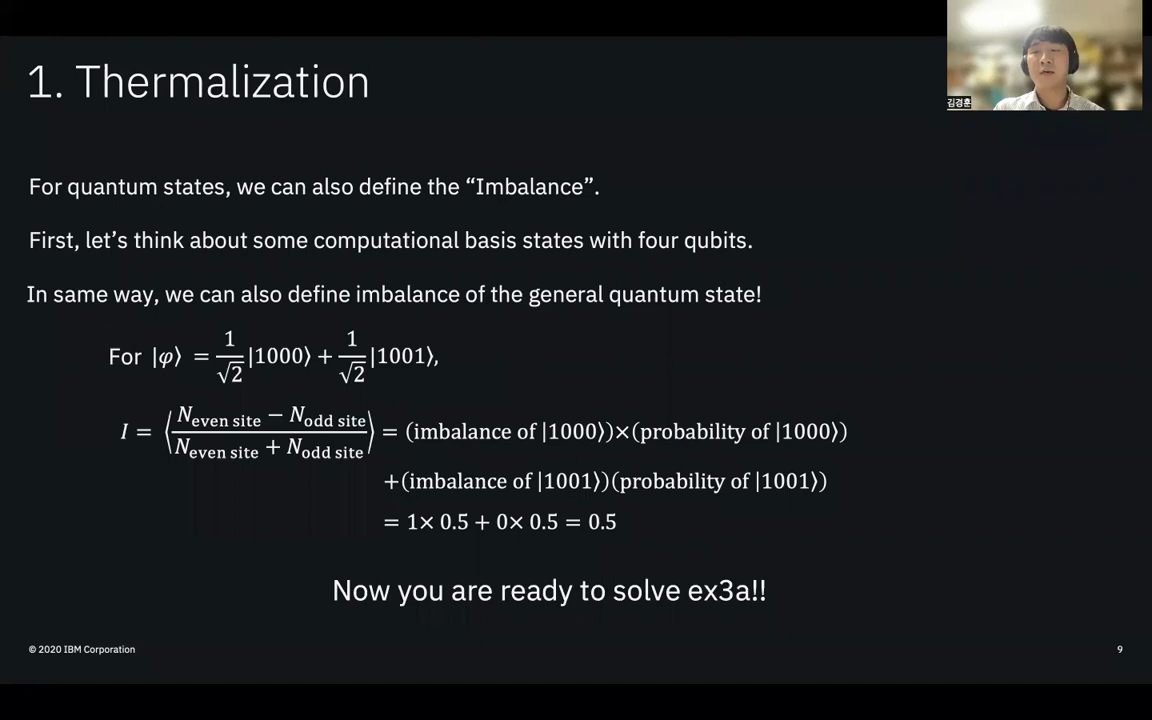 1. Thermalization
김경훈
For quantum states, we can also define the “Imbalance”.
First, let’s think about some computational basis states with four qubits.
In same way, we can also define imbalance of the general quantum state!
For |φ⟩ = 1/√2 |1000⟩ + 1/√2 |1001⟩,
I = ⟨(N_even site − N_odd site)/(N_even site + N_odd site)⟩ = (imbalance of |1000⟩)×(probability of |1000⟩)
+(imbalance of |1001⟩)(probability of |1001⟩)
= 1× 0.5 + 0× 0.5 = 0.5
Now you are ready to solve ex3a!!
© 2020 IBM Corporation
9